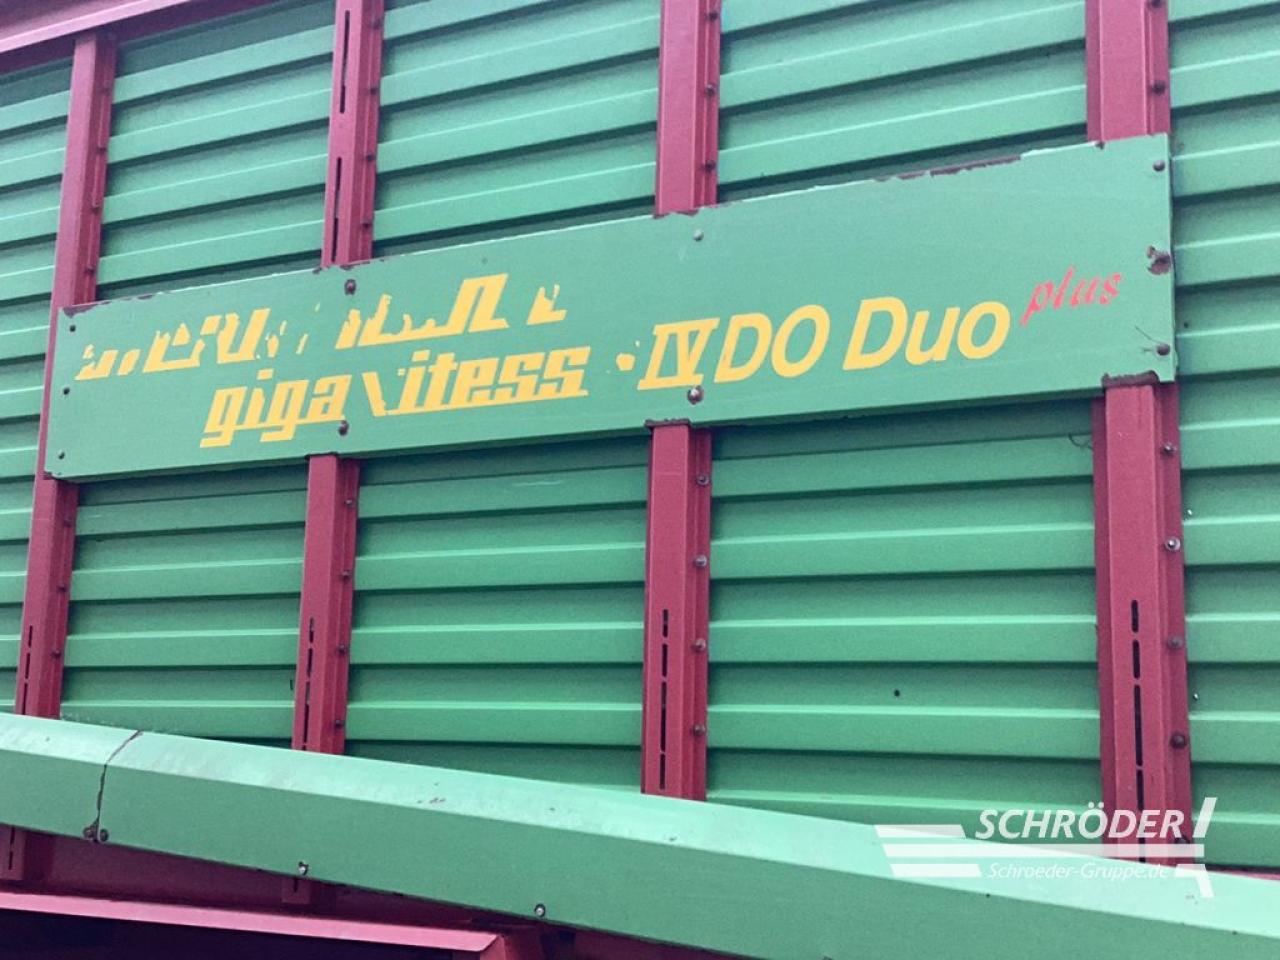 giga Vitess · IV DO Duo plus
SCHRÖDER
Schroeder-Gruppe.de